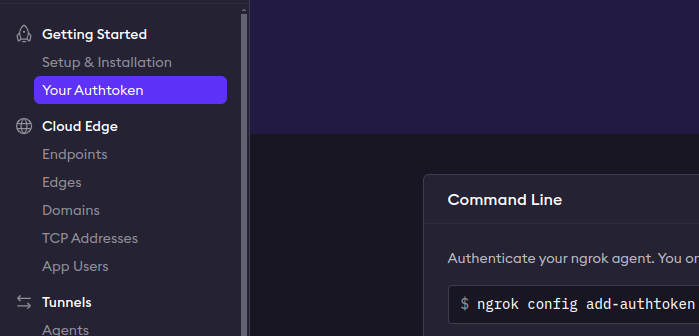 Getting Started
Setup & Installation
Your Authtoken
Cloud Edge
Endpoints
Edges
Domains
TCP Addresses
App Users
Tunnels
Agents
Command Line
Authenticate your ngrok agent. You on
$ ngrok config add-authtoken